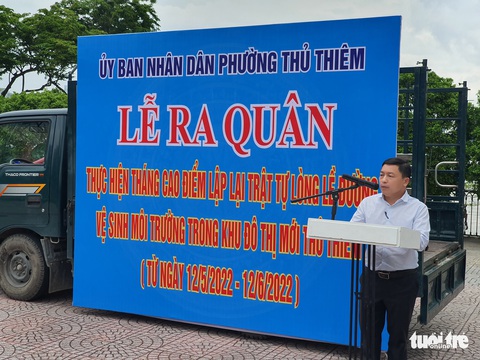 ỦY BAN NHÂN DÂN PHƯỜNG THỦ THIÊM
LỄ RA QUÂN
THỰC HIỆN THÁNG CAO ĐIỂM LẬP LẠI TRẬT TỰ LÒNG LỀ ĐƯỜNG
VỆ SINH MÔI TRƯỜNG TRONG KHU ĐÔ THỊ MỚI THỦ THIÊM
( TỪ NGÀY 12/5/2022 - 12/6/2022 )
tuổi trẻ
tuổi trẻ